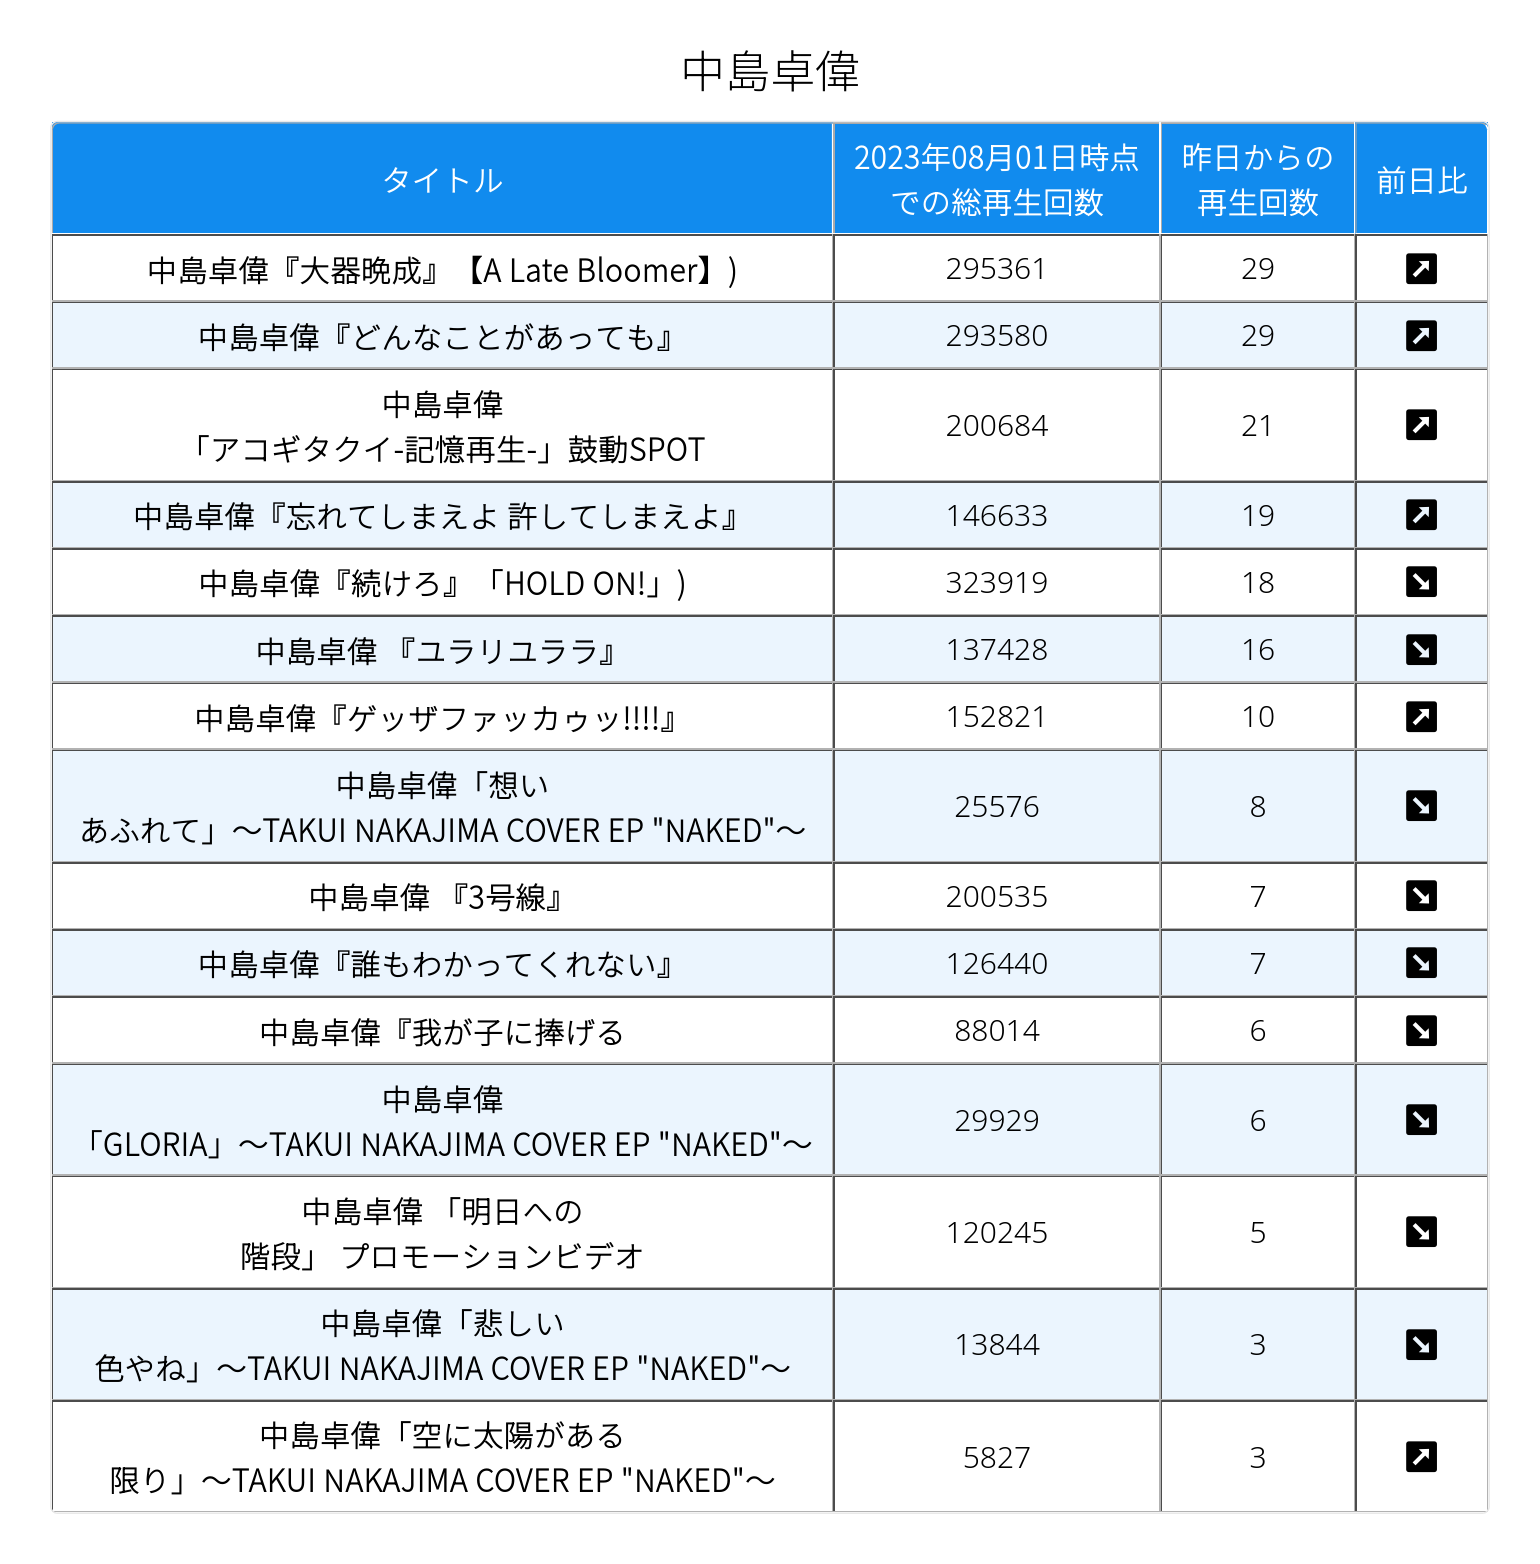 中島卓偉
タイトル
2023年08月01日時点
での総再生回数
昨日からの
再生回数
前日比
中島卓偉『大器晩成』【A Late Bloomer】)
295361
29
中島卓偉『どんなことがあっても』
293580
29
中島卓偉
「アコギタクイ-記憶再生-」鼓動SPOT
200684
21
中島卓偉『忘れてしまえよ 許してしまえよ』
146633
19
中島卓偉『続けろ』「HOLD ON!」)
323919
18
中島卓偉 『ユラリユララ』
137428
16
中島卓偉『ゲッザファッカゥッ!!!!』
152821
10
中島卓偉「想い
あふれて」〜TAKUI NAKAJIMA COVER EP "NAKED"〜
25576
8
中島卓偉 『3号線』
200535
7
中島卓偉『誰もわかってくれない』
126440
7
中島卓偉『我が子に捧げる
88014
6
中島卓偉
「GLORIA」〜TAKUI NAKAJIMA COVER EP "NAKED"〜
29929
6
中島卓偉 「明日への
階段」 プロモーションビデオ
120245
5
中島卓偉「悲しい
色やね」〜TAKUI NAKAJIMA COVER EP "NAKED"〜
13844
3
中島卓偉「空に太陽がある
限り」〜TAKUI NAKAJIMA COVER EP "NAKED"〜
5827
3